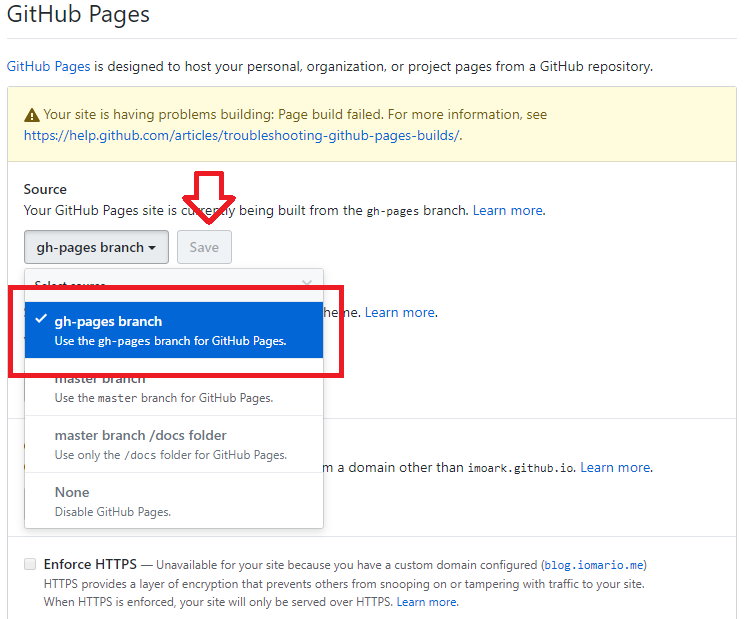 GitHub Pages
GitHub Pages is designed to host your personal, organization, or project pages from a GitHub repository.
Your site is having problems building: Page build failed. For more information, see
https://help.github.com/articles/troubleshooting-github-pages-builds/.
Source
Your GitHub Pages site is currently being built from the gh-pages branch. Learn more.
gh-pages branch Save
Select source
gh-pages branch
heme. Learn more.
Use the gh-pages branch for GitHub Pages.
master branch
Use the master branch for GitHub Pages.
master branch /docs folder
Use only the /docs folder for GitHub Pages.
m a domain other than imoark.github.io. Learn more.
None
Disable GitHub Pages.
Enforce HTTPS — Unavailable for your site because you have a custom domain configured (blog.iomario.me)
HTTPS provides a layer of encryption that prevents others from snooping on or tampering with traffic to your site.
When HTTPS is enforced, your site will only be served over HTTPS. Learn more.